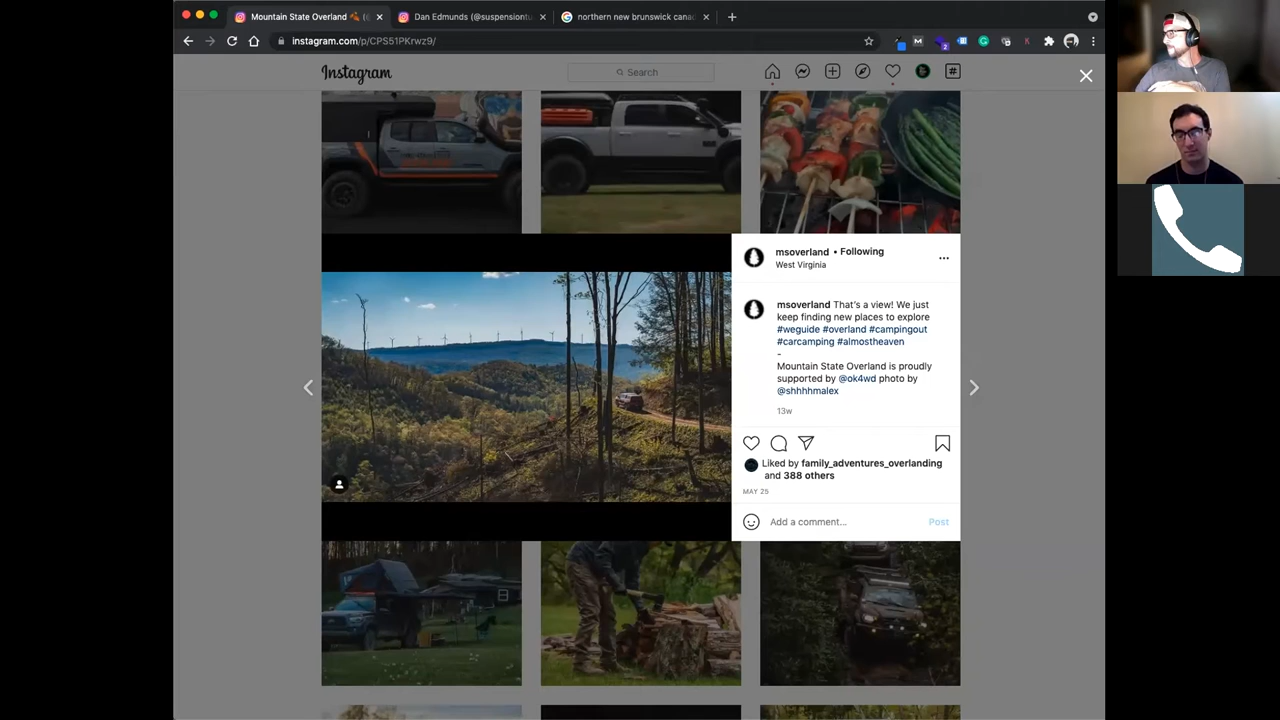 Mountain State Overland 🍂 (@
Dan Edmunds (@suspensiontu
northern new brunswick canad
instagram.com/p/CPS51PKrwz9/
Instagram
Search
msoverland • Following
West Virginia
msoverland That's a view! We just
keep finding new places to explore
#weguide #overland #campingout
#carcamping #almostheaven
-
Mountain State Overland is proudly
supported by @ok4wd photo by
@shhhhmalex
13w
Liked by family_adventures_overlanding
and 388 others
MAY 25
Add a comment...
Post